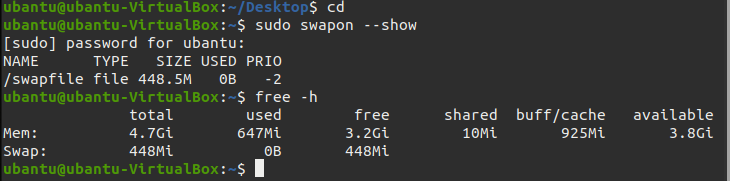 ubantu@ubantu-VirtualBox:~/Desktop$ cd
ubantu@ubantu-VirtualBox:~$ sudo swapon --show
[sudo] password for ubantu:
NAME      TYPE   SIZE USED PRIO
/swapfile file 448.5M   0B   -2
ubantu@ubantu-VirtualBox:~$ free -h
              total        used        free      shared  buff/cache   available
Mem:          4.7Gi       647Mi       3.2Gi        10Mi       925Mi       3.8Gi
Swap:         448Mi          0B       448Mi
ubantu@ubantu-VirtualBox:~$